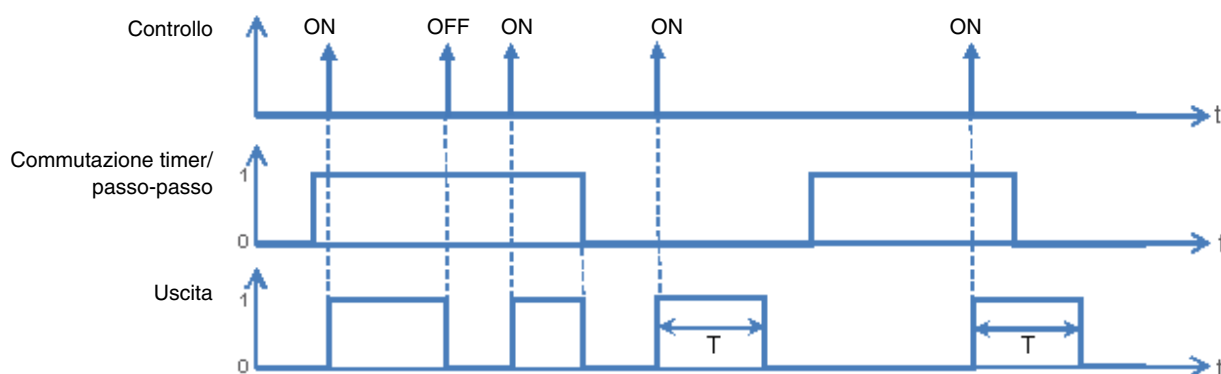 Controllo
ON OFF ON ON ON
t
Commutazione timer/
passo-passo
1
0
t
Uscita
1
T T
0
t